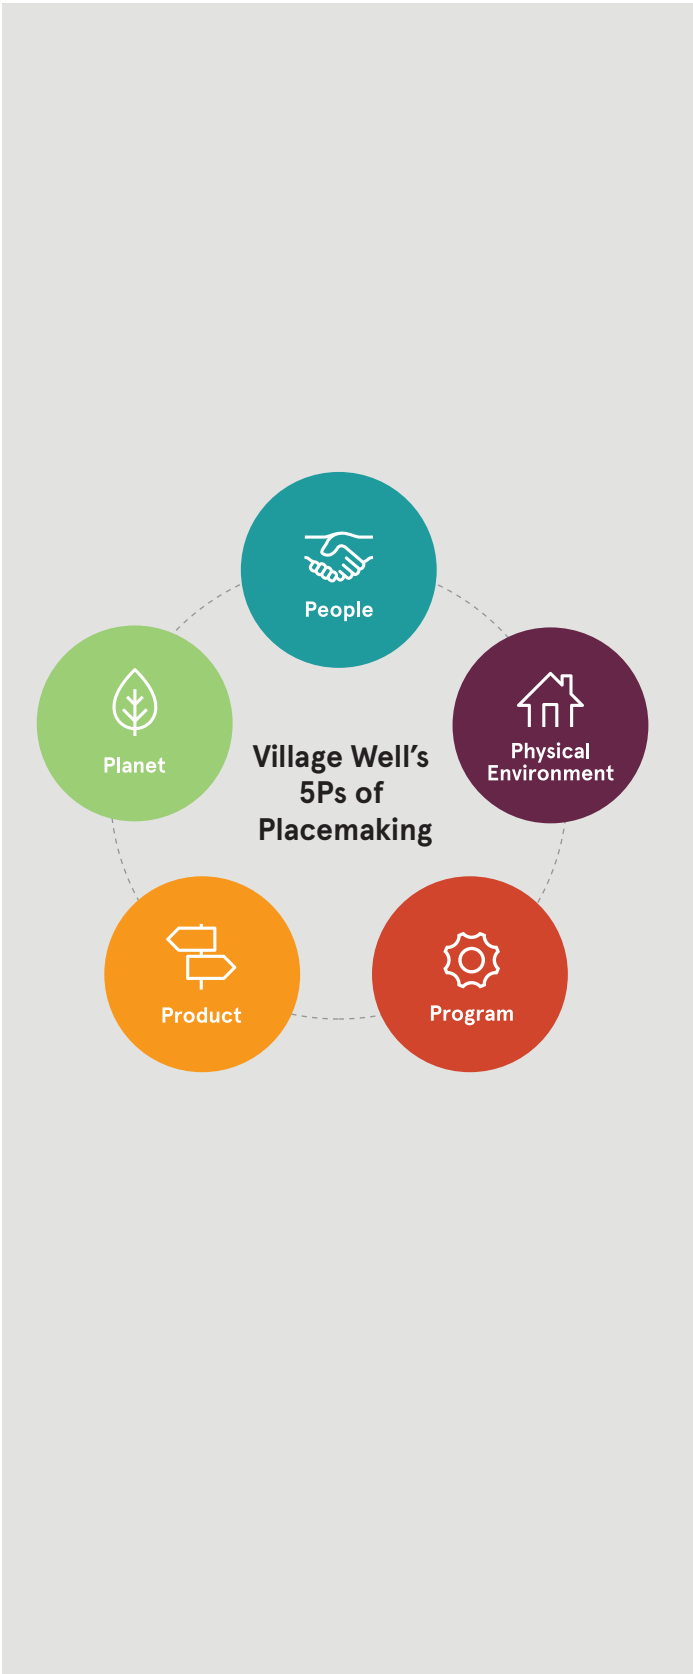 People
Physical
Environment
Planet
Village Well’s
5Ps of
Placemaking
Product
Program